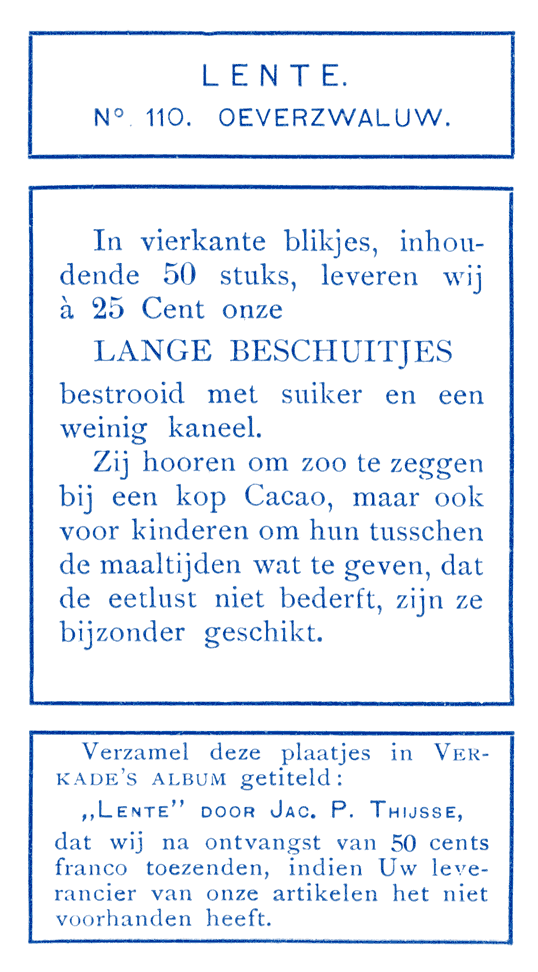 LENTE.
Nº. 110. OEVERZWALUW.
In vierkante blikjes, inhou-
dende 50 stuks, leveren wij
à 25 Cent onze
LANGE BESCHUITJES
bestrooid met suiker en een
weinig kaneel.
Zij hooren om zoo te zeggen
bij een kop Cacao, maar ook
voor kinderen om hun tusschen
de maaltijden wat te geven, dat
de eetlust niet bederft, zijn ze
bijzonder geschikt.
Verzamel deze plaatjes in VER-
KADE'S ALBUM getiteld:
„LENTE” DOOR JAC. P. THIJSSE,
dat wij na ontvangst van 50 cents
franco toezenden, indien Uw leve-
rancier van onze artikelen het niet
voorhanden heeft.